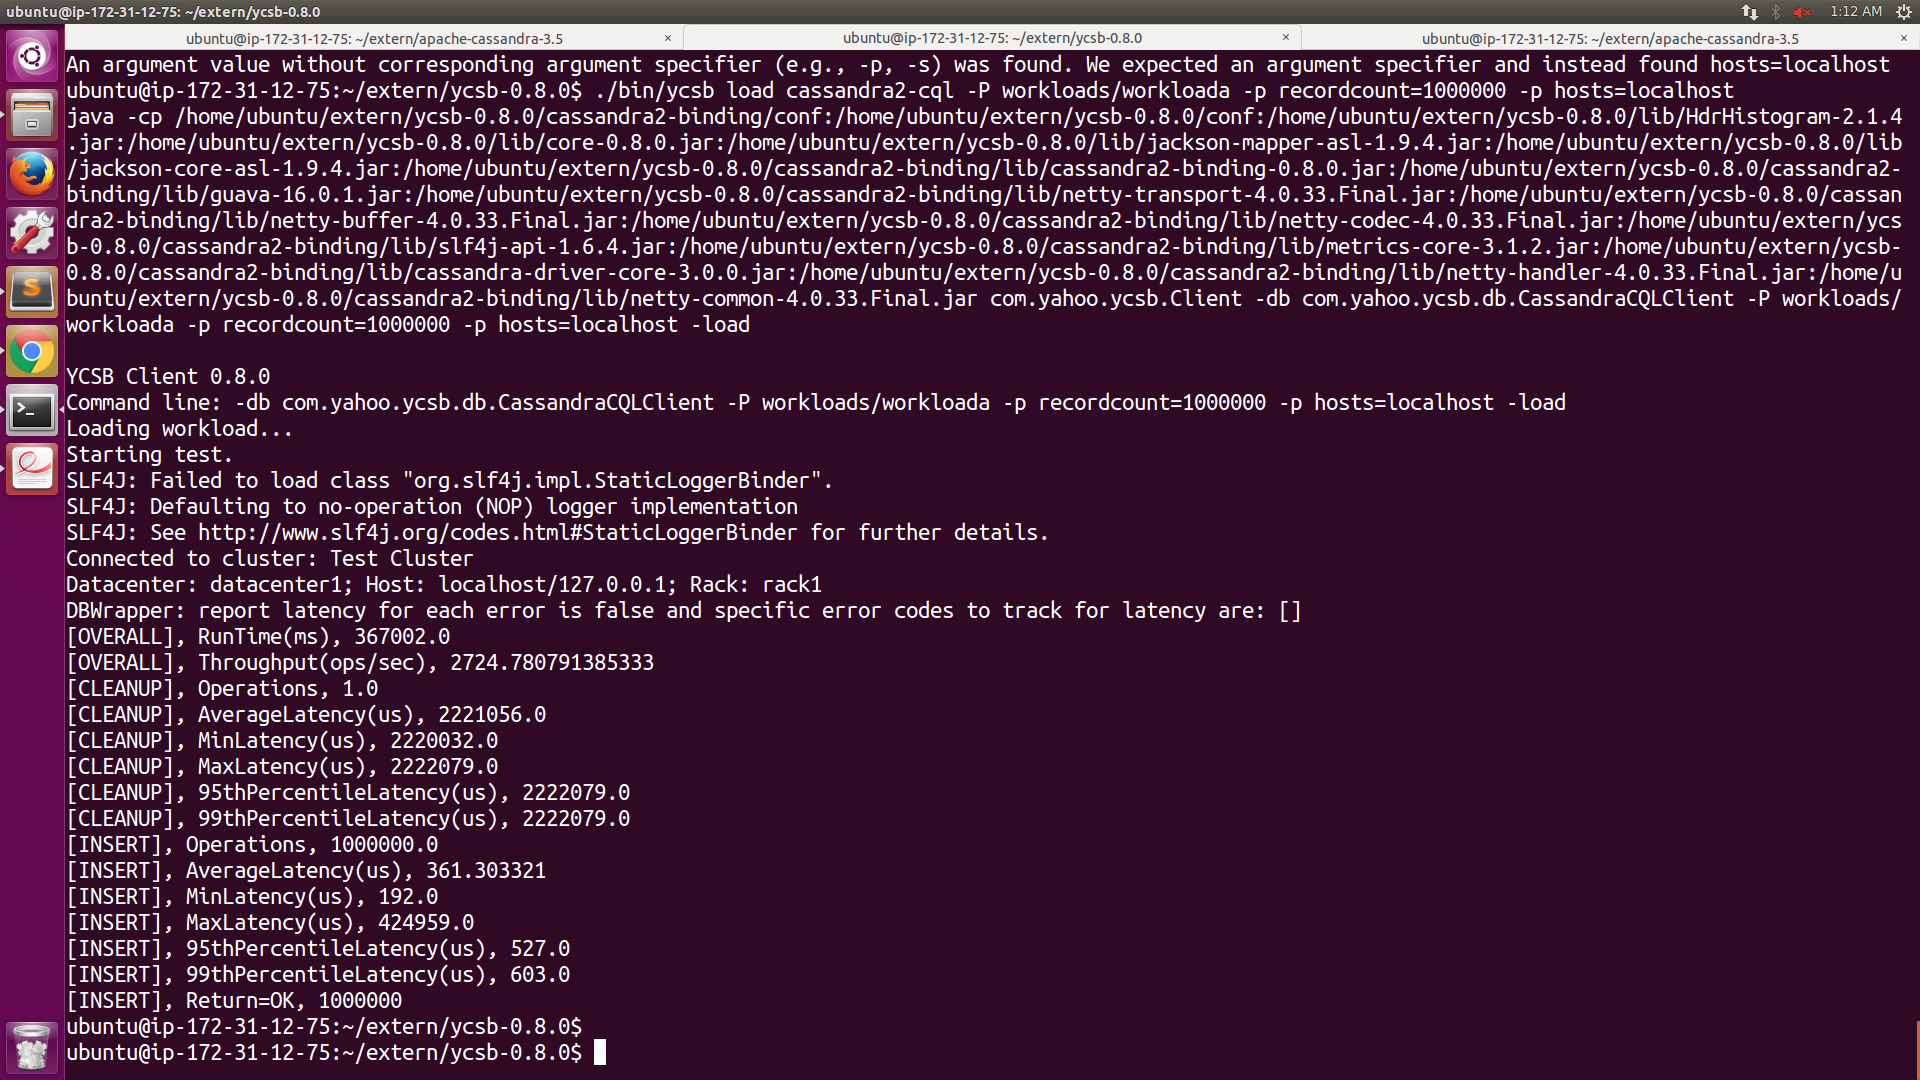 ubuntu@ip-172-31-12-75: ~/extern/ycsb-0.8.0
1:12 AM
ubuntu@ip-172-31-12-75: ~/extern/apache-cassandra-3.5 ×
ubuntu@ip-172-31-12-75: ~/extern/ycsb-0.8.0 ×
ubuntu@ip-172-31-12-75: ~/extern/apache-cassandra-3.5 ×
An argument value without corresponding argument specifier (e.g., -p, -s) was found. We expected an argument specifier and instead found hosts=localhost
ubuntu@ip-172-31-12-75:~/extern/ycsb-0.8.0$ ./bin/ycsb load cassandra2-cql -P workloads/workloada -p recordcount=1000000 -p hosts=localhost
java -cp /home/ubuntu/extern/ycsb-0.8.0/cassandra2-binding/conf:/home/ubuntu/extern/ycsb-0.8.0/conf:/home/ubuntu/extern/ycsb-0.8.0/lib/HdrHistogram-2.1.4
.jar:/home/ubuntu/extern/ycsb-0.8.0/lib/core-0.8.0.jar:/home/ubuntu/extern/ycsb-0.8.0/lib/jackson-mapper-asl-1.9.4.jar:/home/ubuntu/extern/ycsb-0.8.0/lib
/jackson-core-asl-1.9.4.jar:/home/ubuntu/extern/ycsb-0.8.0/cassandra2-binding/lib/cassandra2-binding-0.8.0.jar:/home/ubuntu/extern/ycsb-0.8.0/cassandra2-
binding/lib/guava-16.0.1.jar:/home/ubuntu/extern/ycsb-0.8.0/cassandra2-binding/lib/netty-transport-4.0.33.Final.jar:/home/ubuntu/extern/ycsb-0.8.0/cassan
dra2-binding/lib/netty-buffer-4.0.33.Final.jar:/home/ubuntu/extern/ycsb-0.8.0/cassandra2-binding/lib/netty-codec-4.0.33.Final.jar:/home/ubuntu/extern/ycs
b-0.8.0/cassandra2-binding/lib/slf4j-api-1.6.4.jar:/home/ubuntu/extern/ycsb-0.8.0/cassandra2-binding/lib/metrics-core-3.1.2.jar:/home/ubuntu/extern/ycsb-
0.8.0/cassandra2-binding/lib/cassandra-driver-core-3.0.0.jar:/home/ubuntu/extern/ycsb-0.8.0/cassandra2-binding/lib/netty-handler-4.0.33.Final.jar:/home/u
buntu/extern/ycsb-0.8.0/cassandra2-binding/lib/netty-common-4.0.33.Final.jar com.yahoo.ycsb.Client -db com.yahoo.ycsb.db.CassandraCQLClient -P workloads/
workloada -p recordcount=1000000 -p hosts=localhost -load
YCSB Client 0.8.0
Command line: -db com.yahoo.ycsb.db.CassandraCQLClient -P workloads/workloada -p recordcount=1000000 -p hosts=localhost -load
Loading workload...
Starting test.
SLF4J: Failed to load class "org.slf4j.impl.StaticLoggerBinder".
SLF4J: Defaulting to no-operation (NOP) logger implementation
SLF4J: See http://www.slf4j.org/codes.html#StaticLoggerBinder for further details.
Connected to cluster: Test Cluster
Datacenter: datacenter1; Host: localhost/127.0.0.1; Rack: rack1
DBWrapper: report latency for each error is false and specific error codes to track for latency are: []
[OVERALL], RunTime(ms), 367002.0
[OVERALL], Throughput(ops/sec), 2724.780791385333
[CLEANUP], Operations, 1.0
[CLEANUP], AverageLatency(us), 2221056.0
[CLEANUP], MinLatency(us), 2220032.0
[CLEANUP], MaxLatency(us), 2222079.0
[CLEANUP], 95thPercentileLatency(us), 2222079.0
[CLEANUP], 99thPercentileLatency(us), 2222079.0
[INSERT], Operations, 1000000.0
[INSERT], AverageLatency(us), 361.303321
[INSERT], MinLatency(us), 192.0
[INSERT], MaxLatency(us), 424959.0
[INSERT], 95thPercentileLatency(us), 527.0
[INSERT], 99thPercentileLatency(us), 603.0
[INSERT], Return=OK, 1000000
ubuntu@ip-172-31-12-75:~/extern/ycsb-0.8.0$
ubuntu@ip-172-31-12-75:~/extern/ycsb-0.8.0$